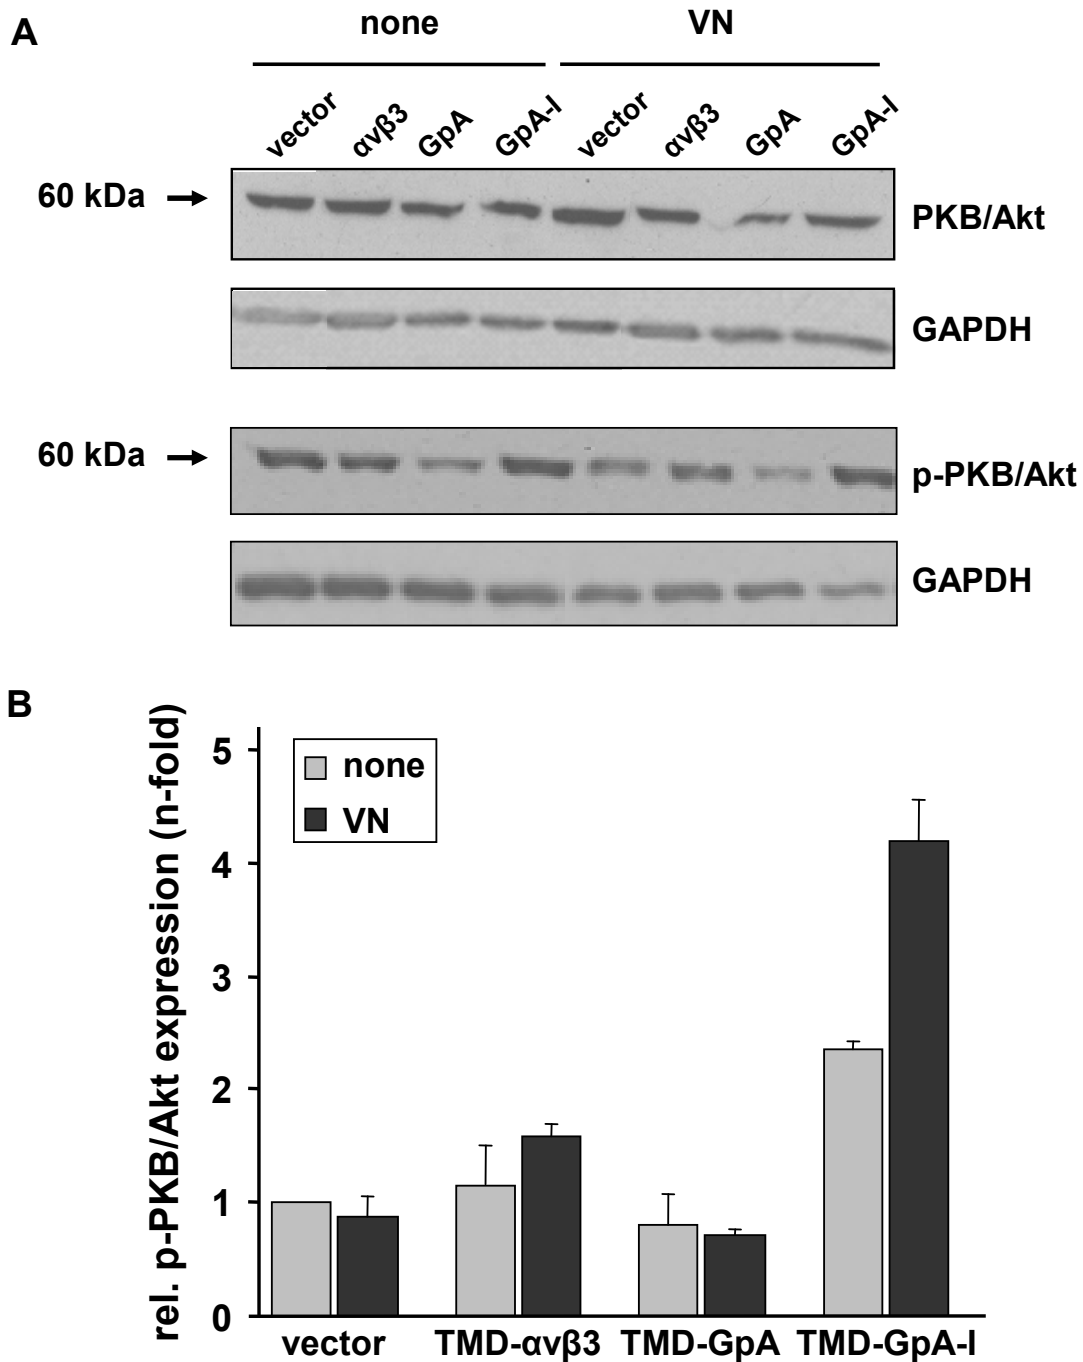 A
none VN
vector αvβ3 GpA GpA-I vector αvβ3 GpA GpA-I
60 kDa → PKB/Akt
GAPDH
60 kDa → p-PKB/Akt
GAPDH
B
rel. p-PKB/Akt expression (n-fold)
5
none
VN
4
3
2
1
0
vector TMD-αvβ3 TMD-GpA TMD-GpA-I